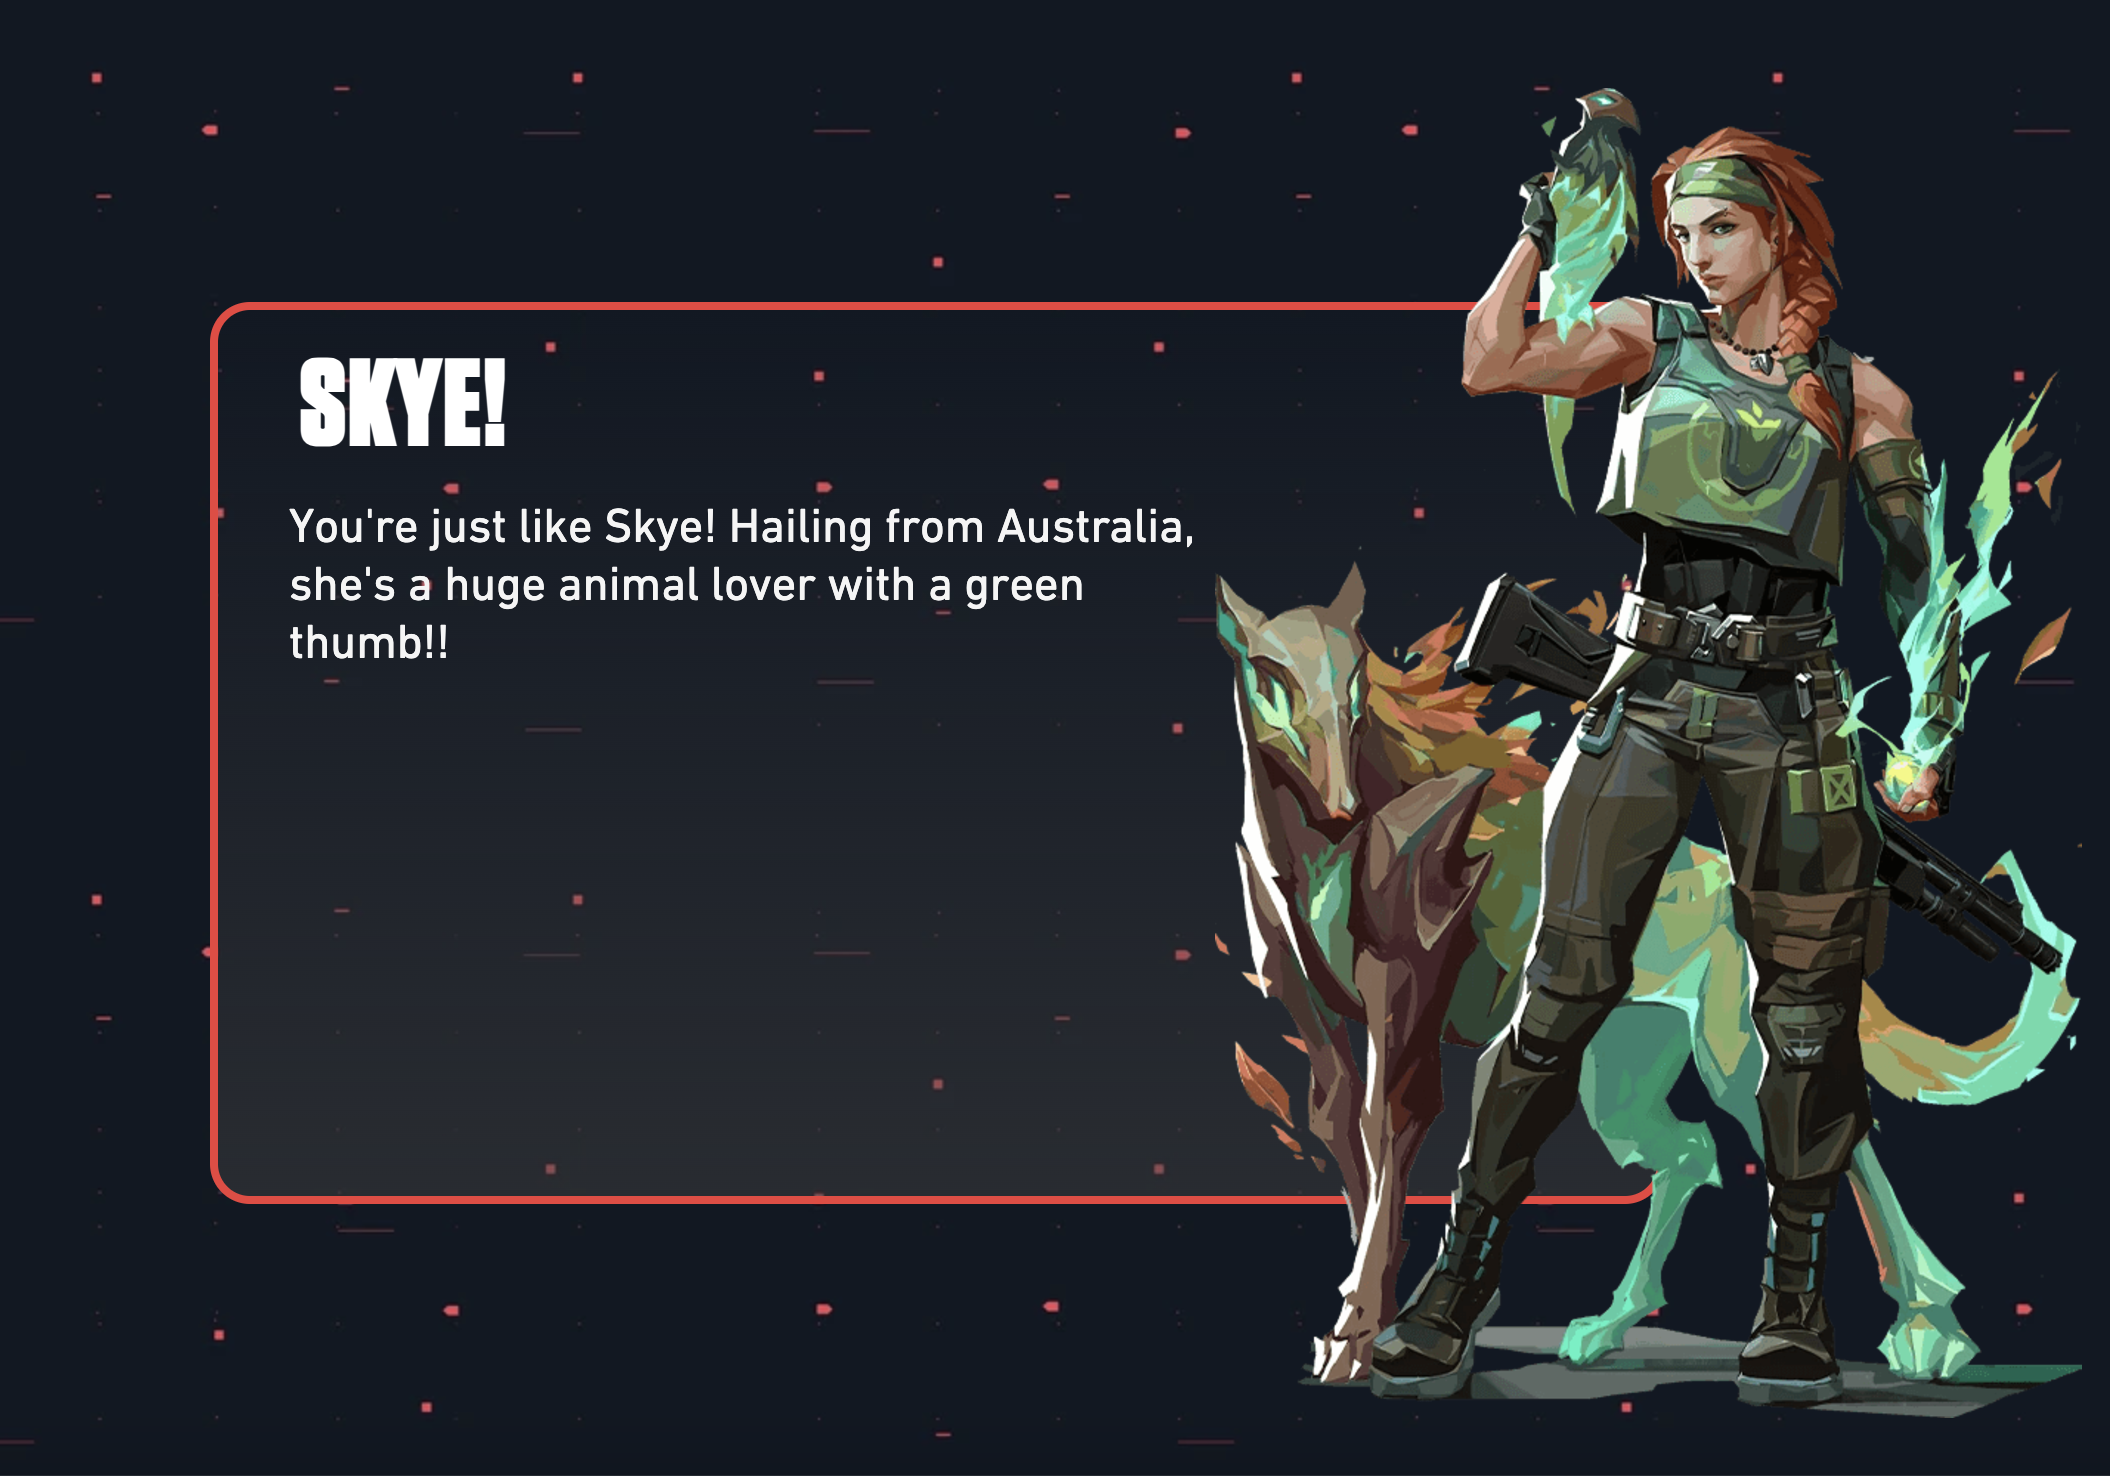 SKYE!
You're just like Skye! Hailing from Australia,
she's a huge animal lover with a green
thumb!!